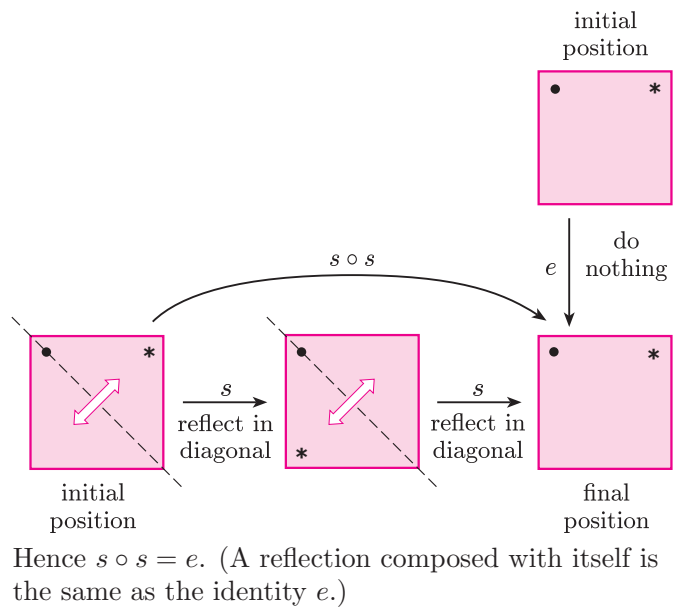 initial
position
do
nothing
e
s ∘ s
s
reflect in
diagonal
s
reflect in
diagonal
initial
position
final
position
Hence s ∘ s = e. (A reflection composed with itself is
the same as the identity e.)